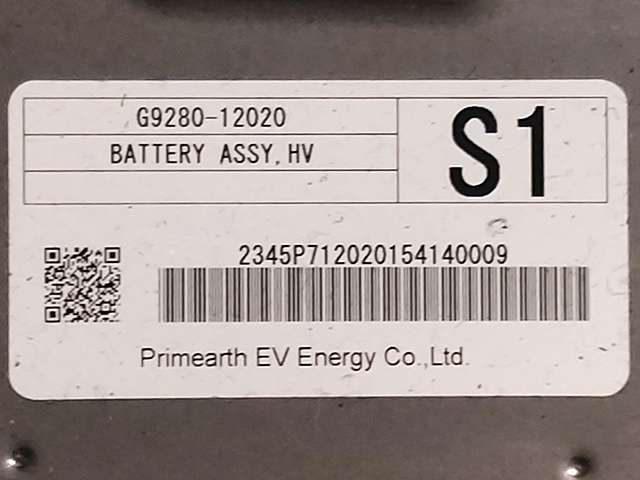 G9280-12020
BATTERY ASSY,HV
S1
2345P712020154140009
Primearth EV Energy Co.,Ltd.